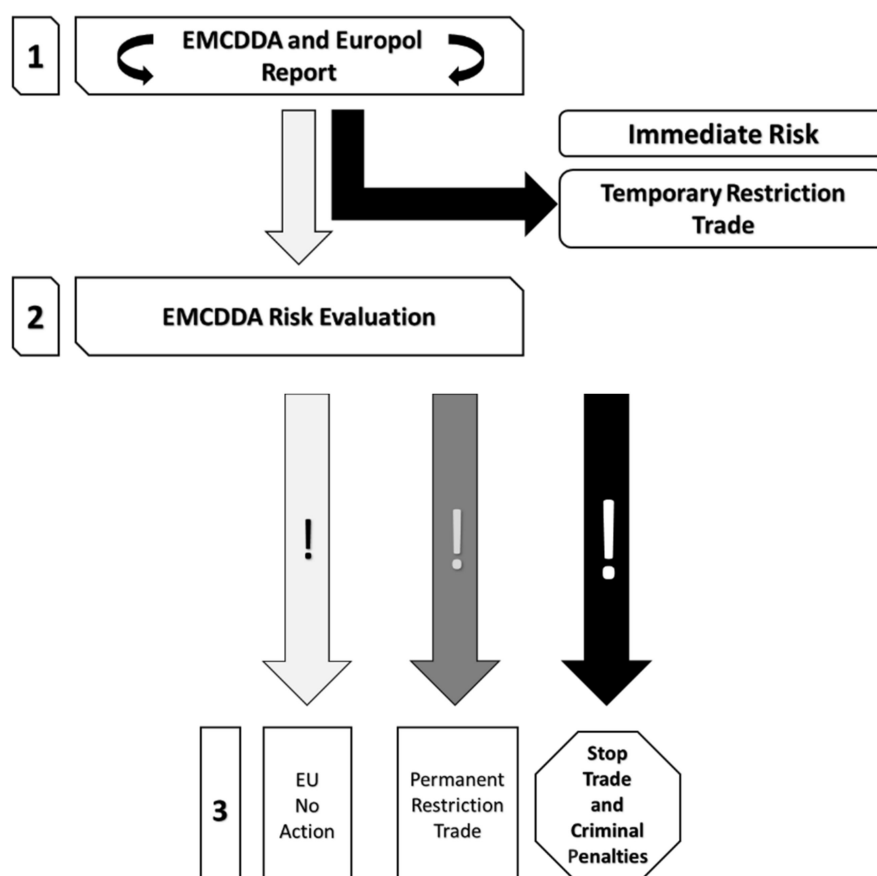 1
EMCDDA and Europol
Report
Immediate Risk
Temporary Restriction
Trade
2
EMCDDA Risk Evaluation
!
!
!
3
EU
No
Action
Permanent
Restriction
Trade
Stop
Trade
and
Criminal
Penalties